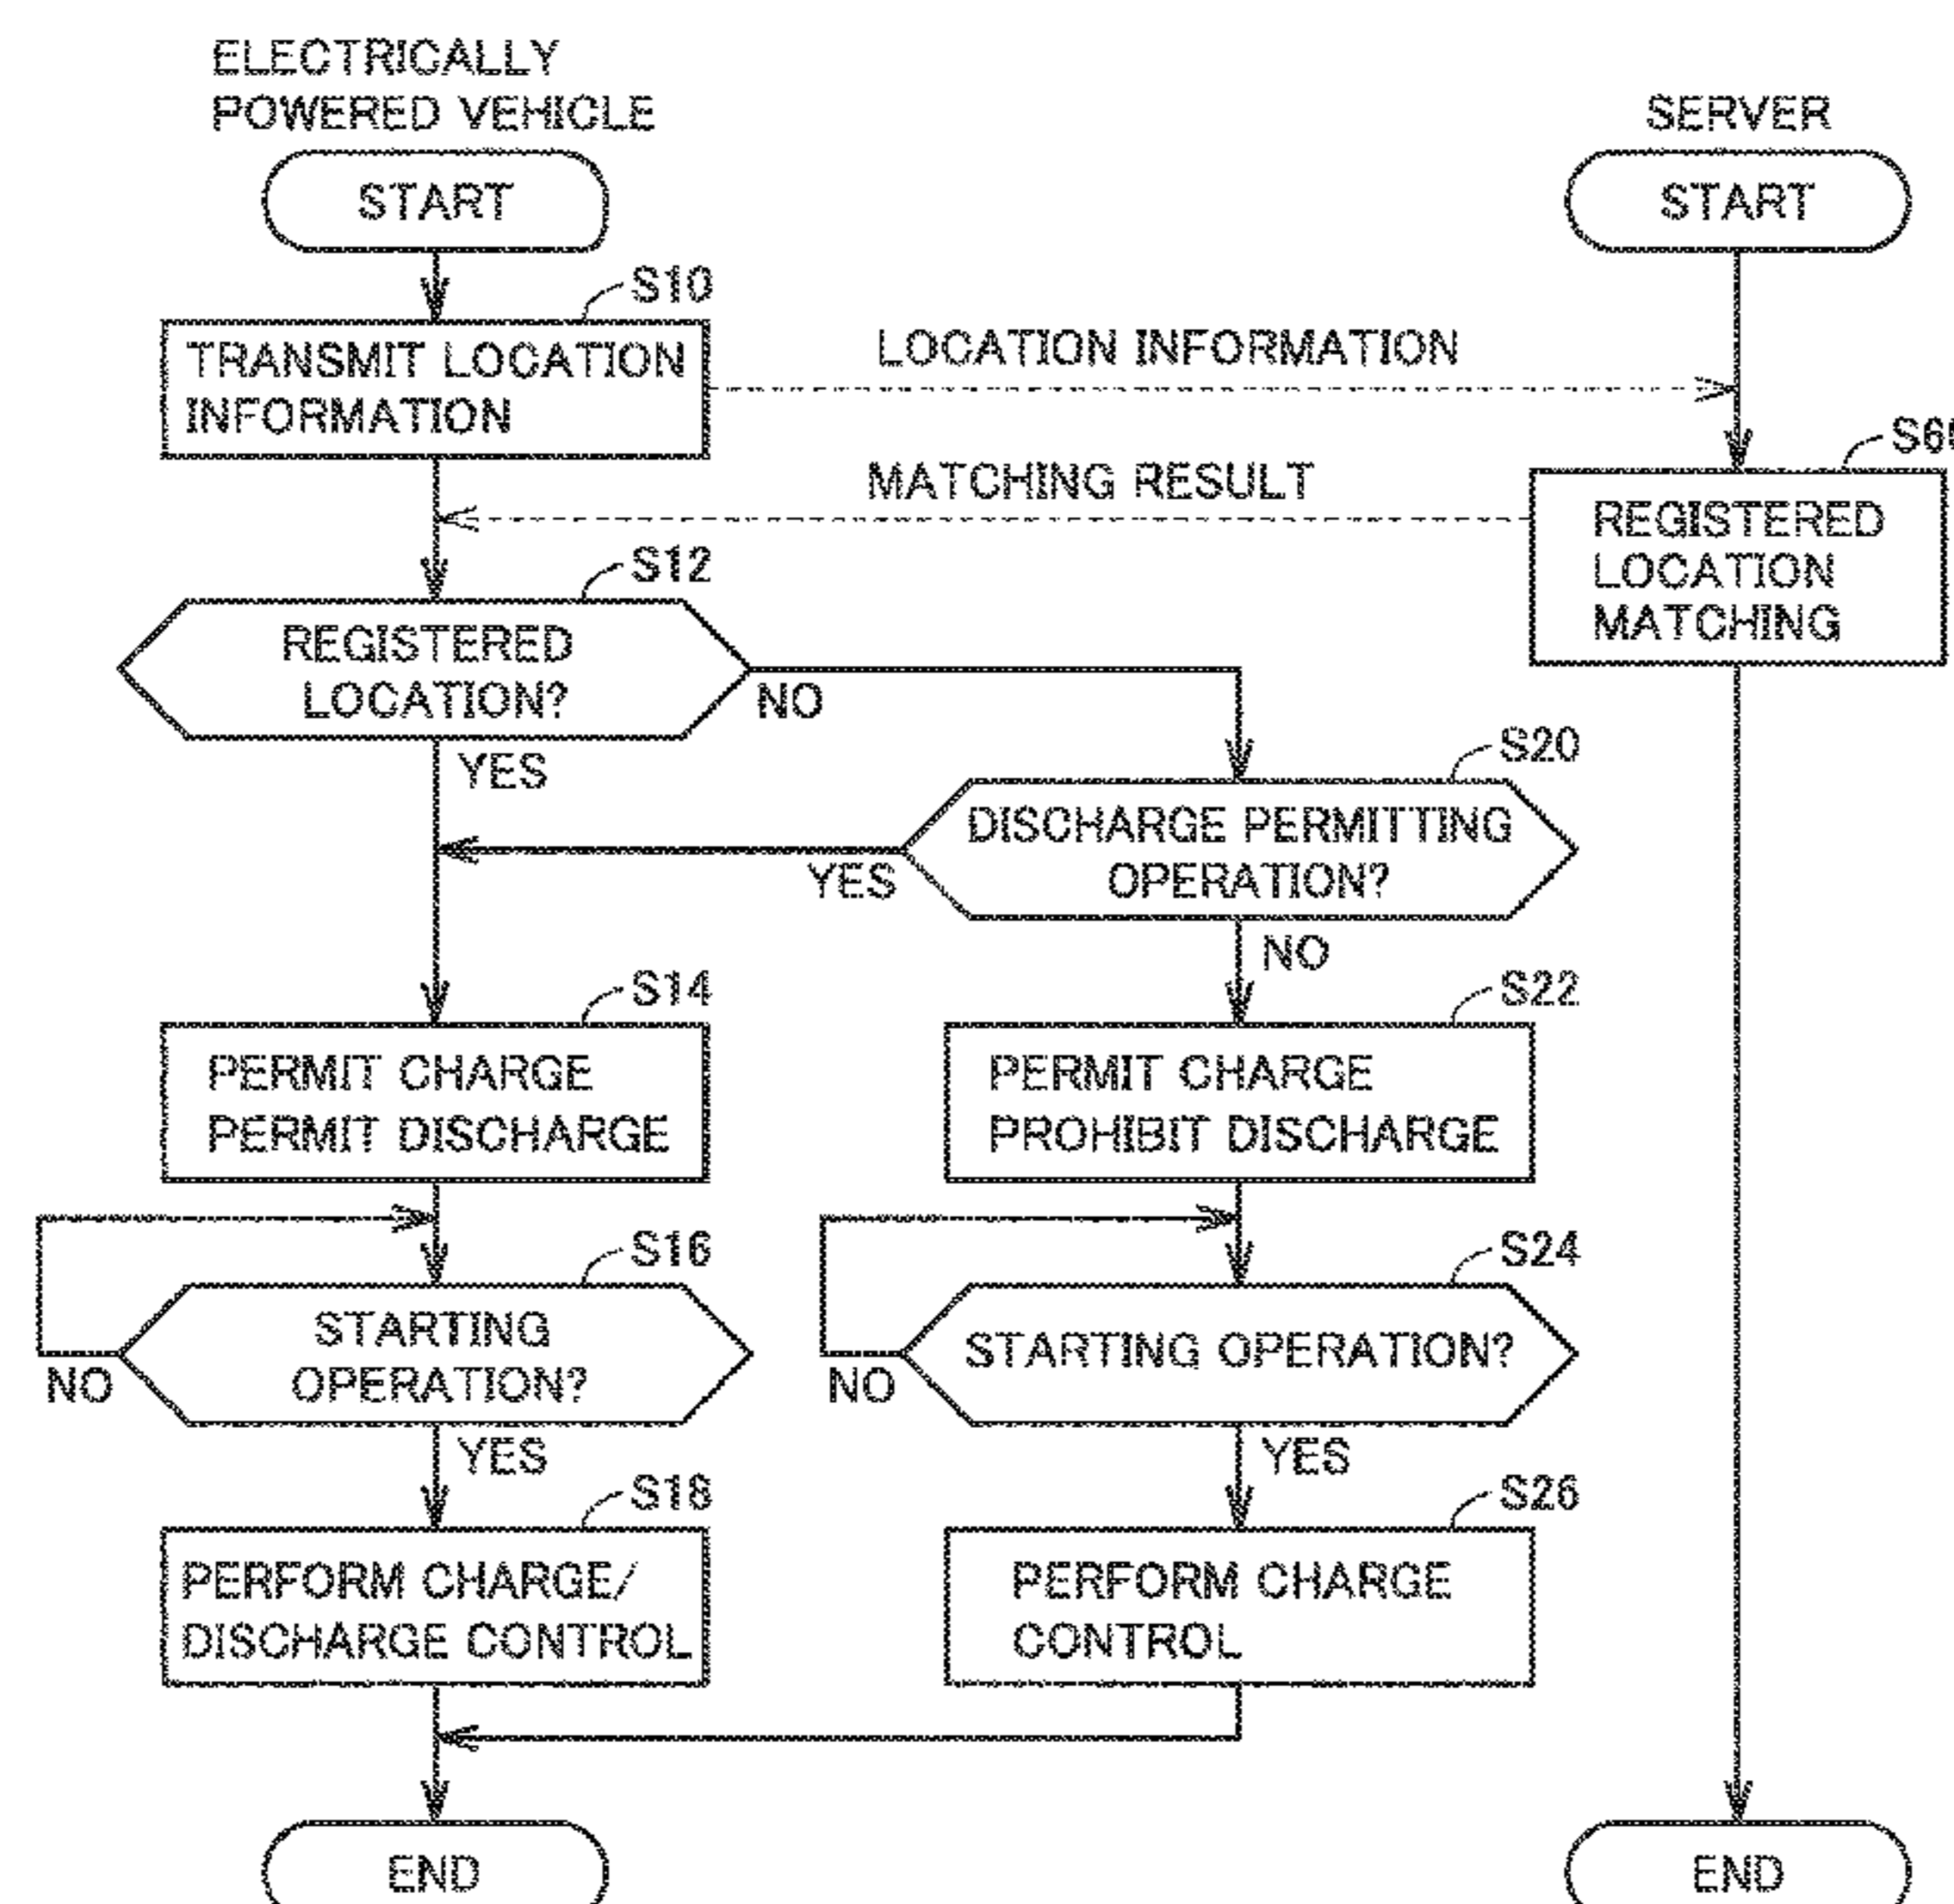 ELECTRICALLY
POWERED VEHICLE
SERVER
START
START
S10
TRANSMIT LOCATION
INFORMATION
LOCATION INFORMATION
MATCHING RESULT
REGISTERED
LOCATION
MATCHING
S12
REGISTERED
LOCATION?
NO
YES
S20
DISCHARGE PERMITTING
OPERATION?
YES
NO
S14
PERMIT CHARGE
PERMIT DISCHARGE
S22
PERMIT CHARGE
PROHIBIT DISCHARGE
S16
STARTING
OPERATION?
NO
YES
S24
STARTING OPERATION?
NO
YES
S18
PERFORM CHARGE/
DISCHARGE CONTROL
S26
PERFORM CHARGE
CONTROL
END
END